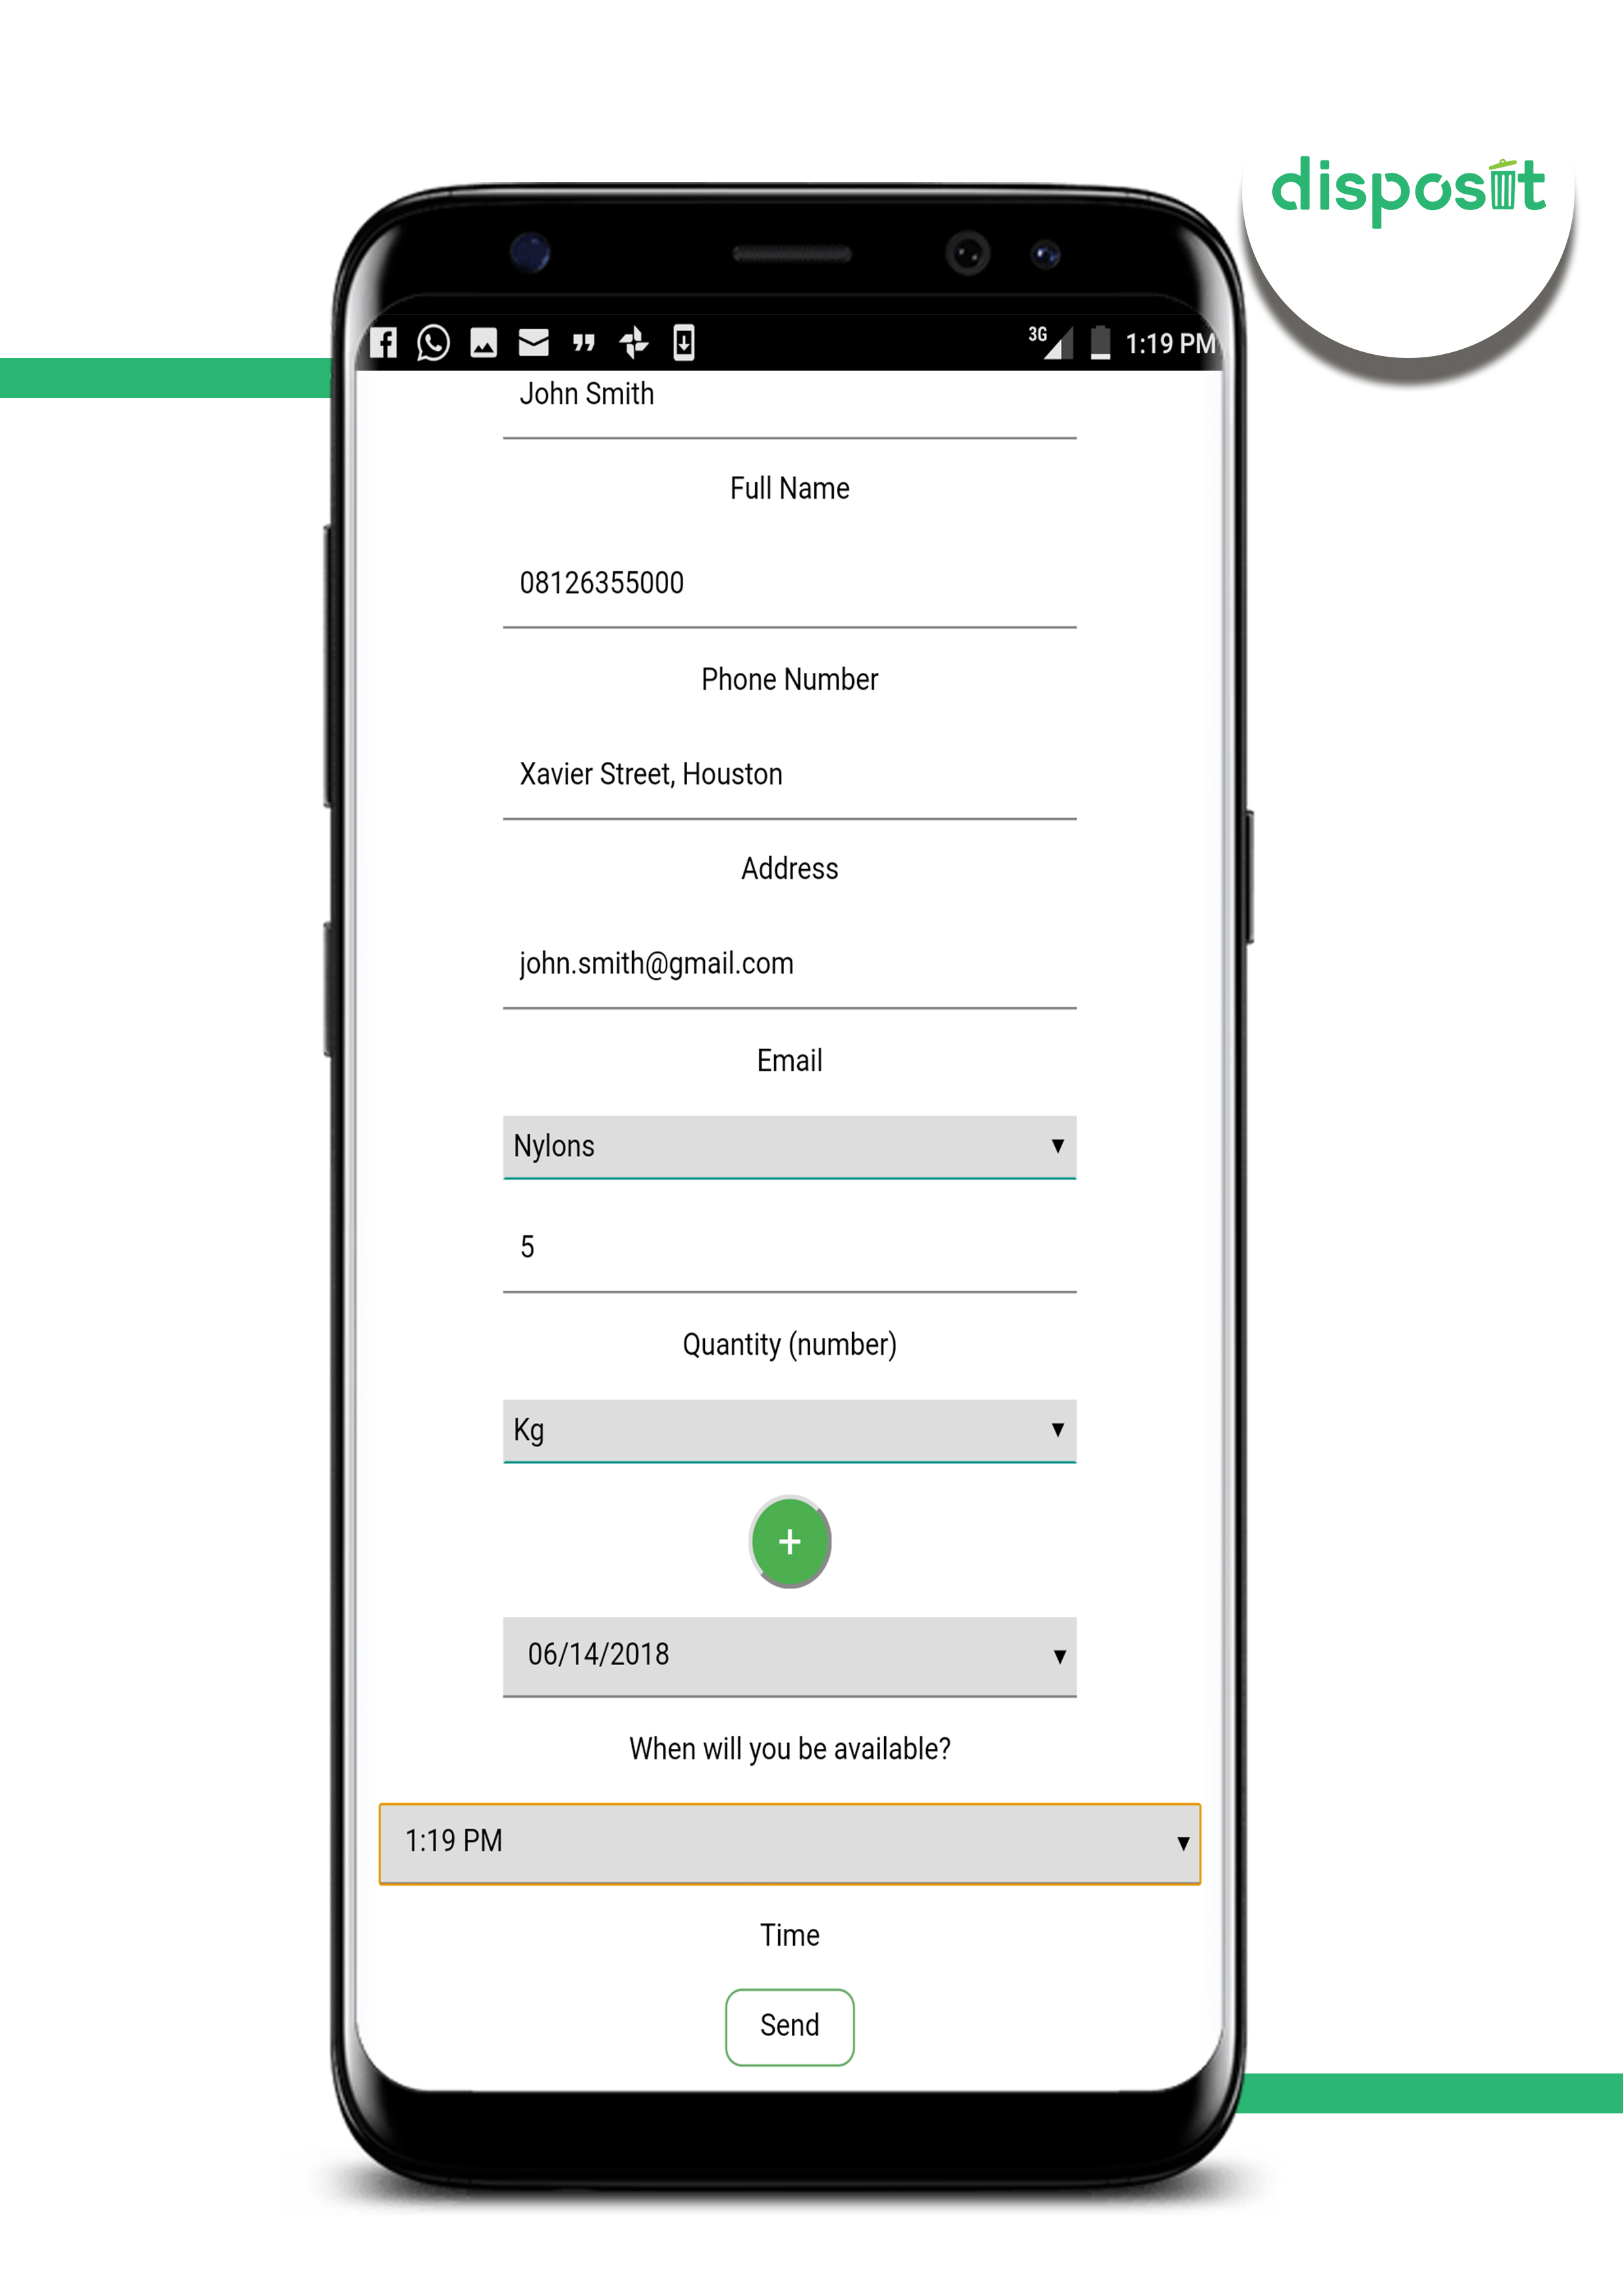 disposit
3G 1:19 PM
John Smith
Full Name
08126355000
Phone Number
Xavier Street, Houston
Address
john.smith@gmail.com
Email
Nylons
5
Quantity (number)
Kg
+
06/14/2018
When will you be available?
1:19 PM
Time
Send